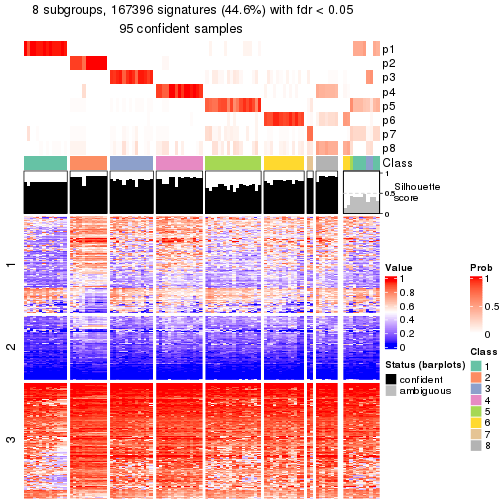 8 subgroups, 167396 signatures (44.6%) with fdr < 0.05
95 confident samples
p1
p2
p3
p4
p5
p6
p7
p8
Class
1
0.5
0
Silhouette
score
1
2
3
Value
1
0.8
0.6
0.4
0.2
0
Status (barplots)
confident
ambiguous
Prob
1
0.5
0
Class
1
2
3
4
5
6
7
8